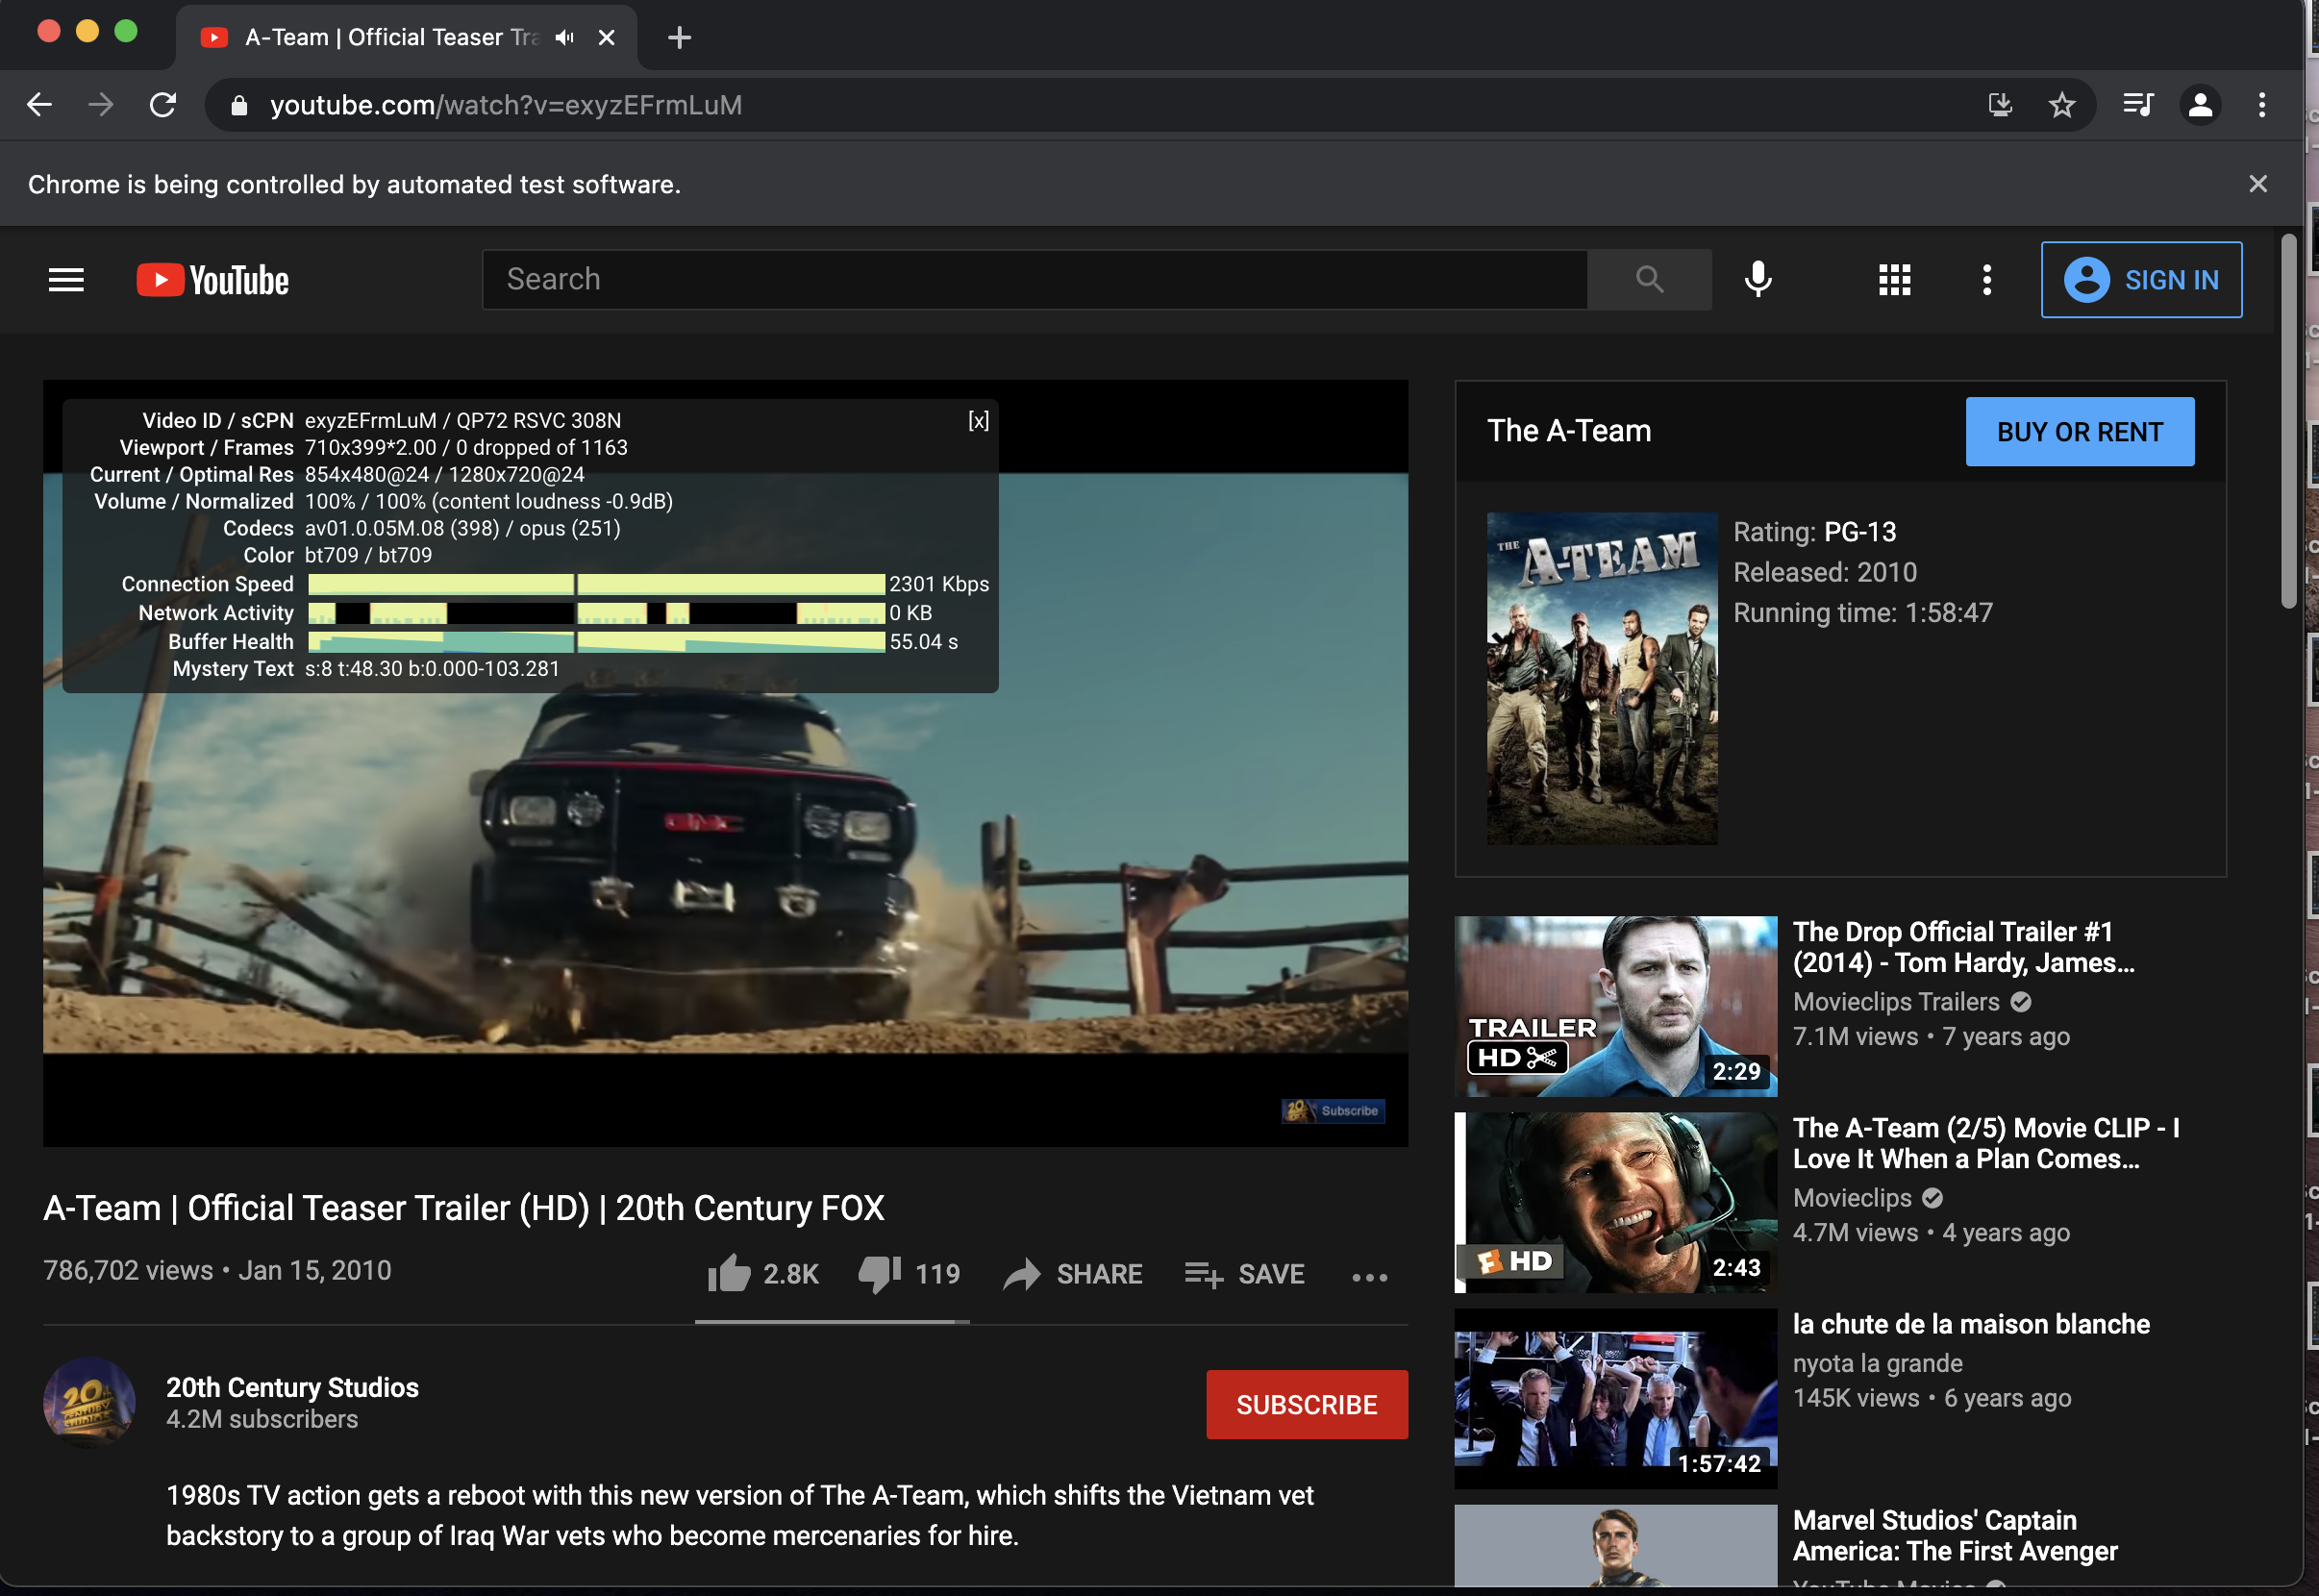 A-Team | Official Teaser Tra
youtube.com/watch?v=exyzEFrmLuM
Chrome is being controlled by automated test software.
YouTube
Search
SIGN IN
Video ID / sCPN exyzEFrmLuM / QP72 RSVC 308N [x]
Viewport / Frames 710x399*2.00 / 0 dropped of 1163
Current / Optimal Res 854x480@24 / 1280x720@24
Volume / Normalized 100% / 100% (content loudness -0.9dB)
Codecs av01.0.05M.08 (398) / opus (251)
Color bt709 / bt709
Connection Speed 2301 Kbps
Network Activity 0 KB
Buffer Health 55.04 s
Mystery Text s:8 t:48.30 b:0.000-103.281
GMC
Subscribe
A-Team | Official Teaser Trailer (HD) | 20th Century FOX
786,702 views • Jan 15, 2010
2.8K 119 SHARE SAVE
20th Century Studios
4.2M subscribers
SUBSCRIBE
1980s TV action gets a reboot with this new version of The A-Team, which shifts the Vietnam vet
backstory to a group of Iraq War vets who become mercenaries for hire.
The A-Team
BUY OR RENT
THE A-TEAM
Rating: PG-13
Released: 2010
Running time: 1:58:47
TRAILER
HD
2:29
The Drop Official Trailer #1
(2014) - Tom Hardy, James...
Movieclips Trailers
7.1M views • 7 years ago
HD
2:43
The A-Team (2/5) Movie CLIP - I
Love It When a Plan Comes...
Movieclips
4.7M views • 4 years ago
1:57:42
la chute de la maison blanche
nyota la grande
145K views • 6 years ago
Marvel Studios' Captain
America: The First Avenger